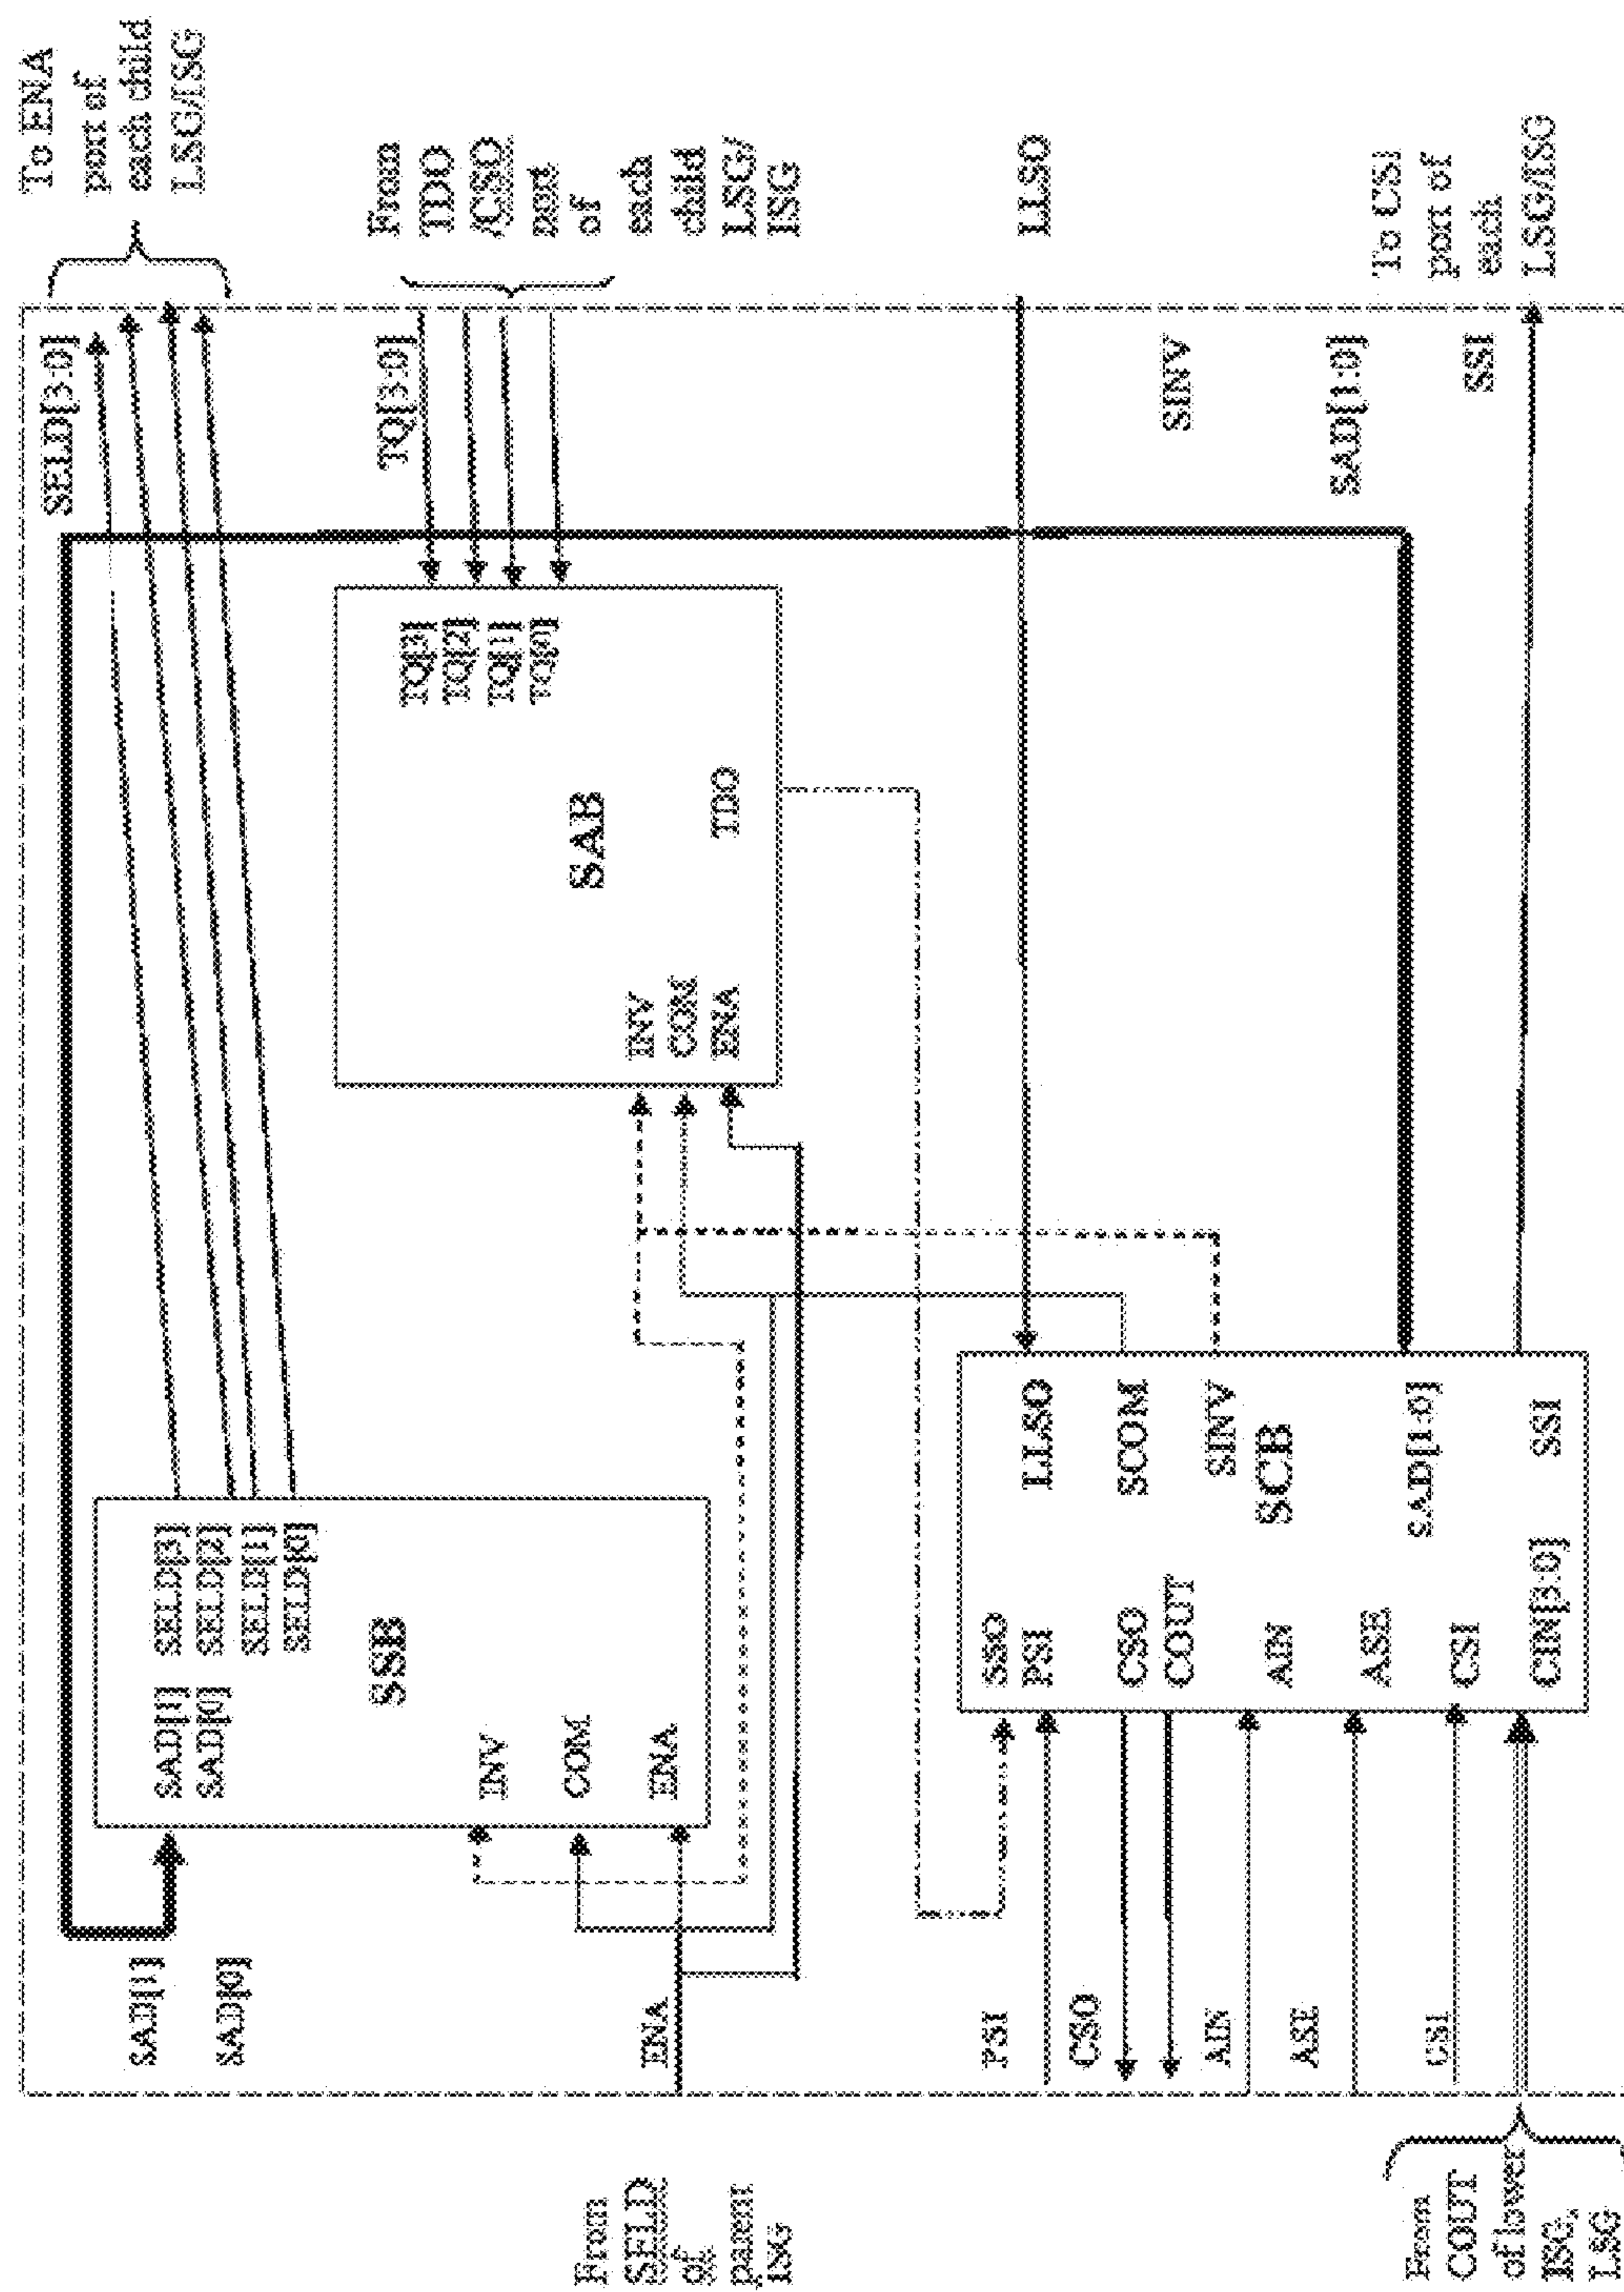 To ENA
port of
each child
LSG/ISG
From
TDO
/CSO
port
of
each
child
LSG/
ISG
LLSO
To CSI
port of
each
LSG/ISG
SELD[3:0]
TQ[3:0]
SINV
SAD[1:0]
SSI
TQ[3]
TQ[2]
TQ[1]
TQ[0]
SAB
TDO
INV
COM
ENA
SELD[3]
SELD[2]
SELD[1]
SELD[0]
SAD[1]
SAD[0]
SSB
INV
COM
ENA
LLSO
SCOM
SINV
SCB
SAD[1:0]
SSI
SSO
PSI
CSO
COUT
AIN
ASE
CSI
CIN[3:0]
SAD[1]
SAD[0]
ENA
PSI
CSO
AIN
ASE
CSI
From
SELD
of
parent
ISG
From
COUT
of lower
ISG,
LSG